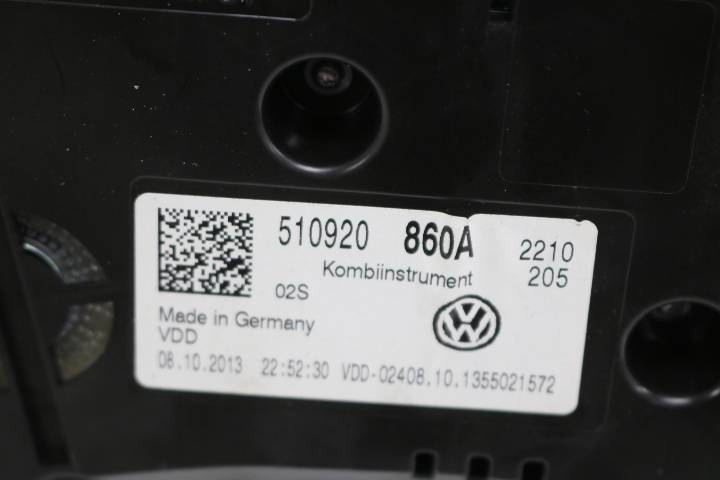 510920 860A 2210
Kombiinstrument 205
02S
Made in Germany
VDD
08.10.2013 22:52:30 VDD-02408.10.1355021572